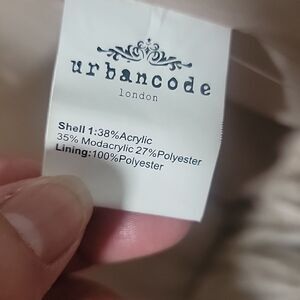 urbancode
london
Shell 1:38%Acrylic
35% Modacrylic 27%Polyester
Lining:100%Polyester